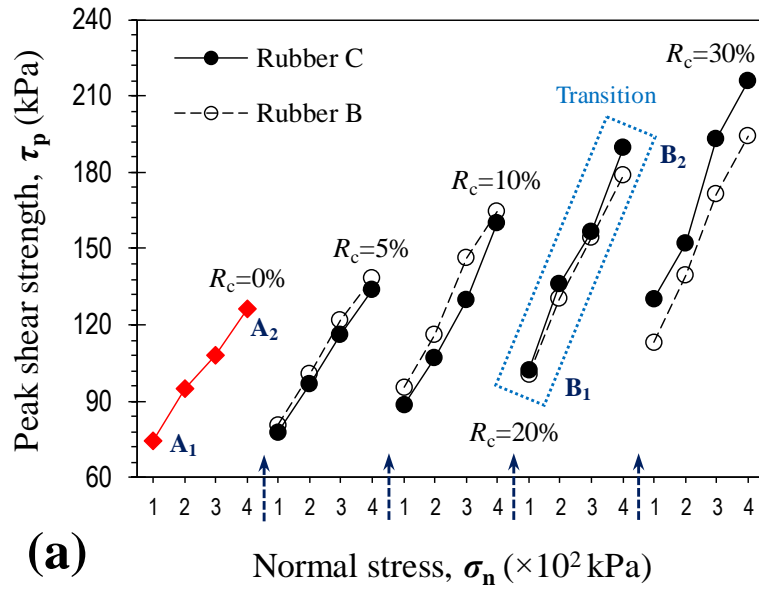 Peak shear strength, τp (kPa)
240
210
180
150
120
90
60
Rubber C
Rubber B
Rc=0%
Rc=5%
Rc=10%
Rc=20%
Rc=30%
Transition
A1
A2
B1
B2
1 2 3 4 1 2 3 4 1 2 3 4 1 2 3 4 1 2 3 4
(a)
Normal stress, σn (×10² kPa)